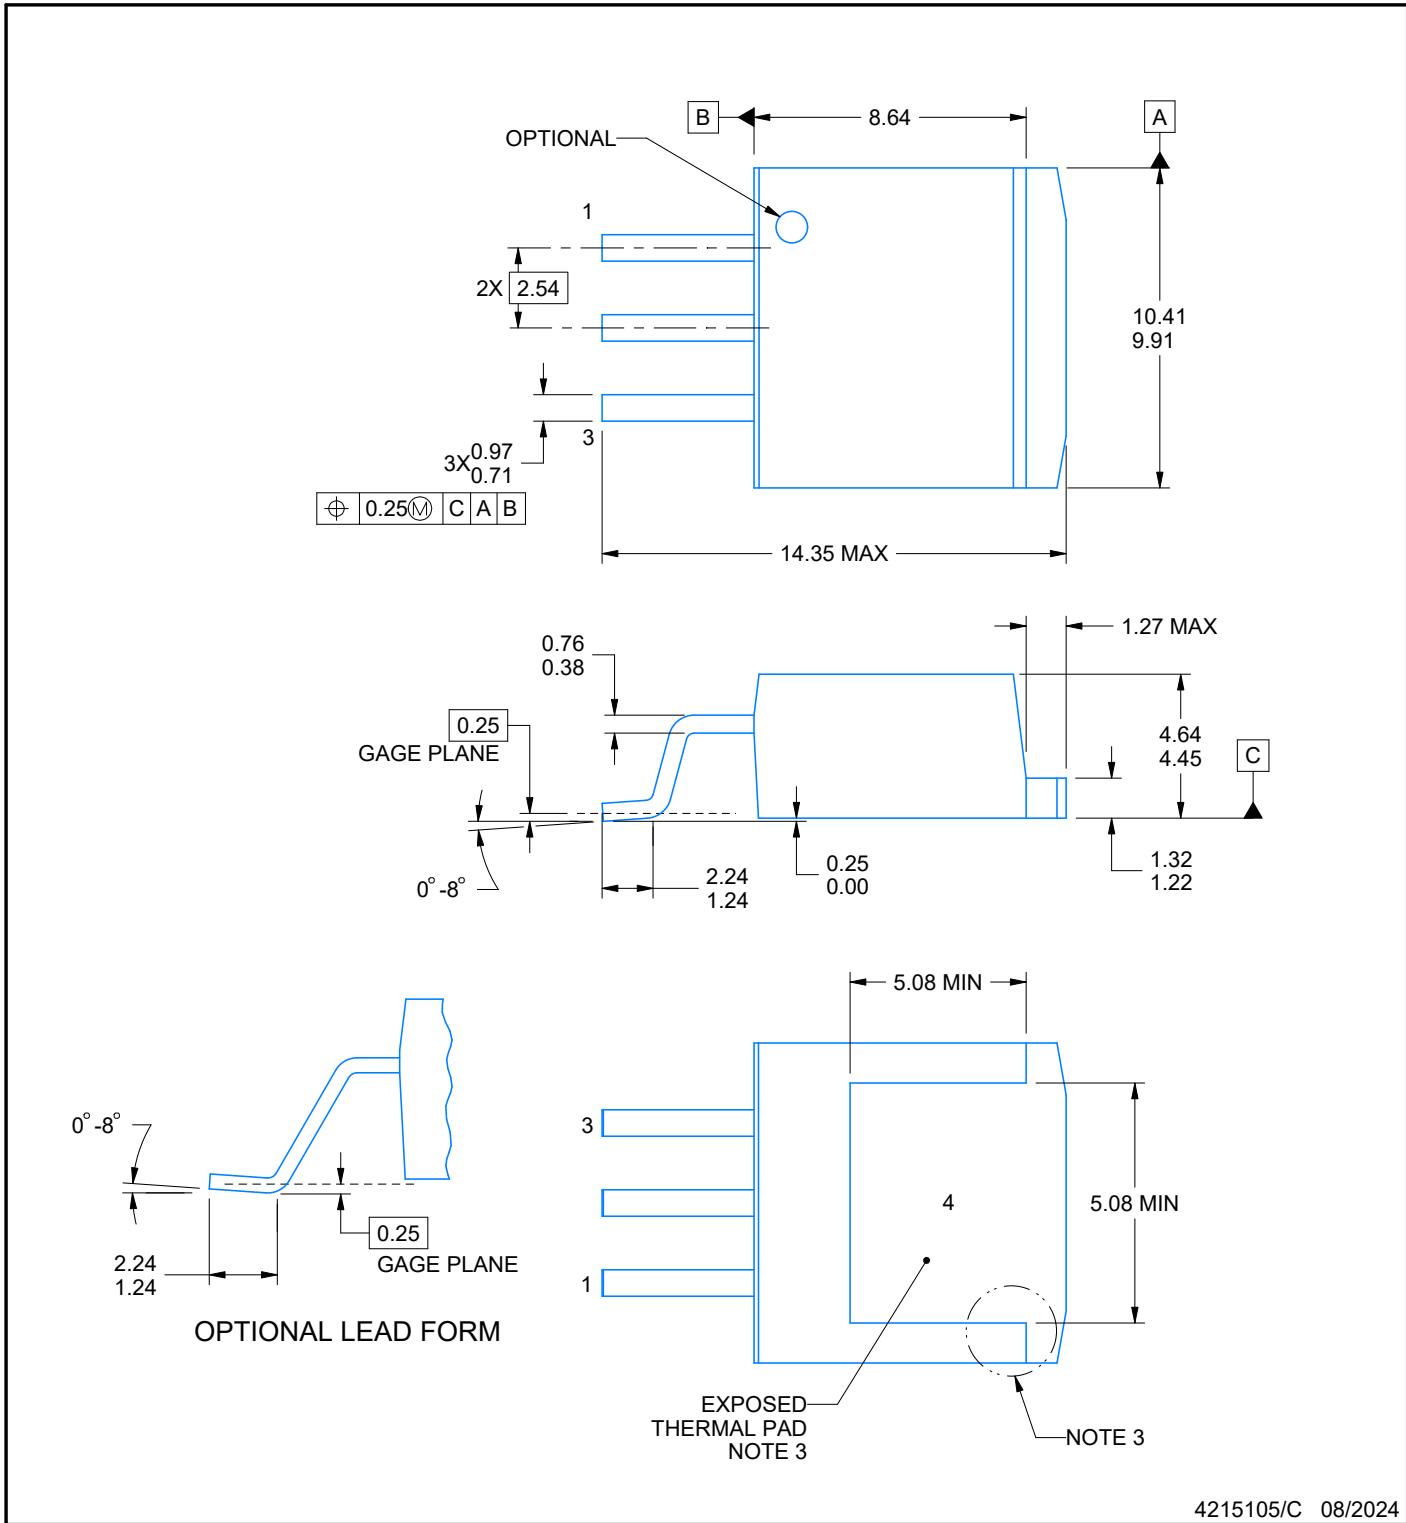 B
8.64
A
OPTIONAL
1
2X 2.54
10.41
9.91
3X 0.97
0.71
3
0.25Ⓜ C A B
14.35 MAX
1.27 MAX
0.76
0.38
0.25
GAGE PLANE
4.64
4.45
C
0°-8°
2.24
1.24
0.25
0.00
1.32
1.22
5.08 MIN
0°-8°
3
4
5.08 MIN
0.25
GAGE PLANE
2.24
1.24
1
OPTIONAL LEAD FORM
EXPOSED
THERMAL PAD
NOTE 3
NOTE 3
4215105/C 08/2024